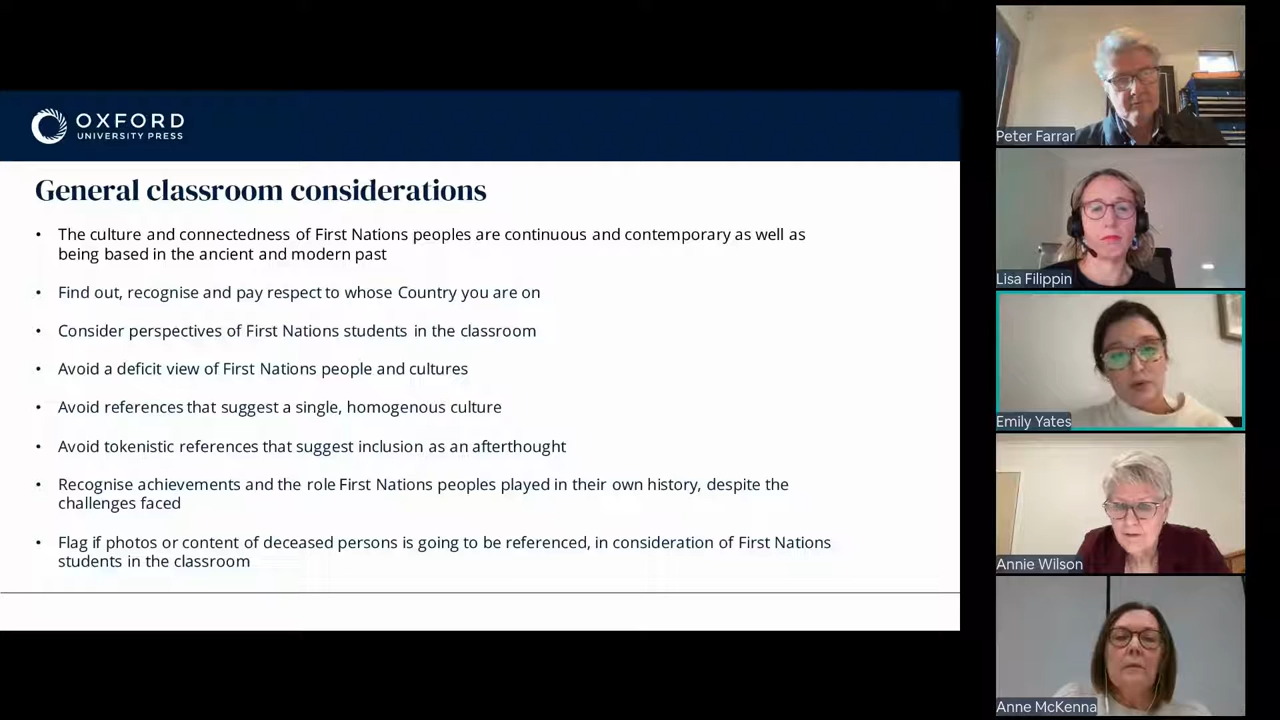 OXFORD
UNIVERSITY PRESS
General classroom considerations
• The culture and connectedness of First Nations peoples are continuous and contemporary as well as
being based in the ancient and modern past
• Find out, recognise and pay respect to whose Country you are on
• Consider perspectives of First Nations students in the classroom
• Avoid a deficit view of First Nations people and cultures
• Avoid references that suggest a single, homogenous culture
• Avoid tokenistic references that suggest inclusion as an afterthought
• Recognise achievements and the role First Nations peoples played in their own history, despite the
challenges faced
• Flag if photos or content of deceased persons is going to be referenced, in consideration of First Nations
students in the classroom
Peter Farrar
Lisa Filippin
Emily Yates
Annie Wilson
Anne McKenna